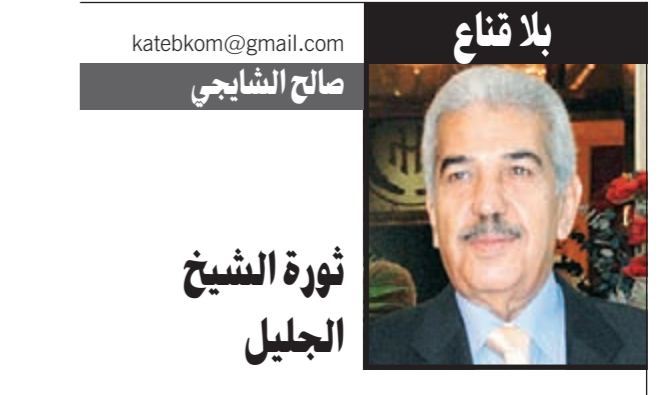 بلا قناع
katebkom@gmail.com
صالح الشايجي
ثورة الشيخ
الجليل